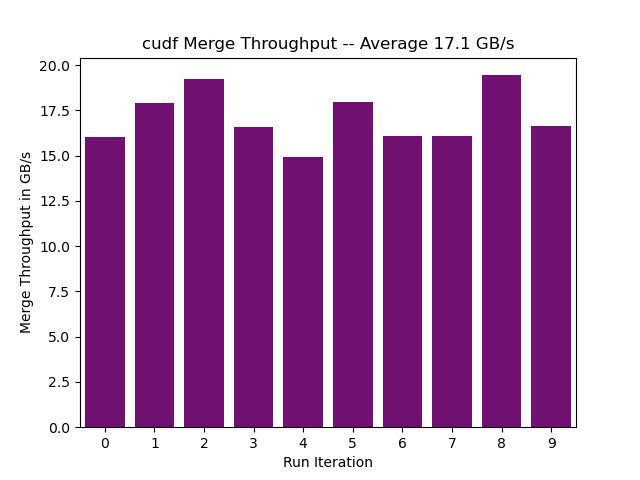 cudf Merge Throughput -- Average 17.1 GB/s
20.0
17.5
15.0
12.5
10.0
7.5
5.0
2.5
0.0
Merge Throughput in GB/s
0 1 2 3 4 5 6 7 8 9
Run Iteration